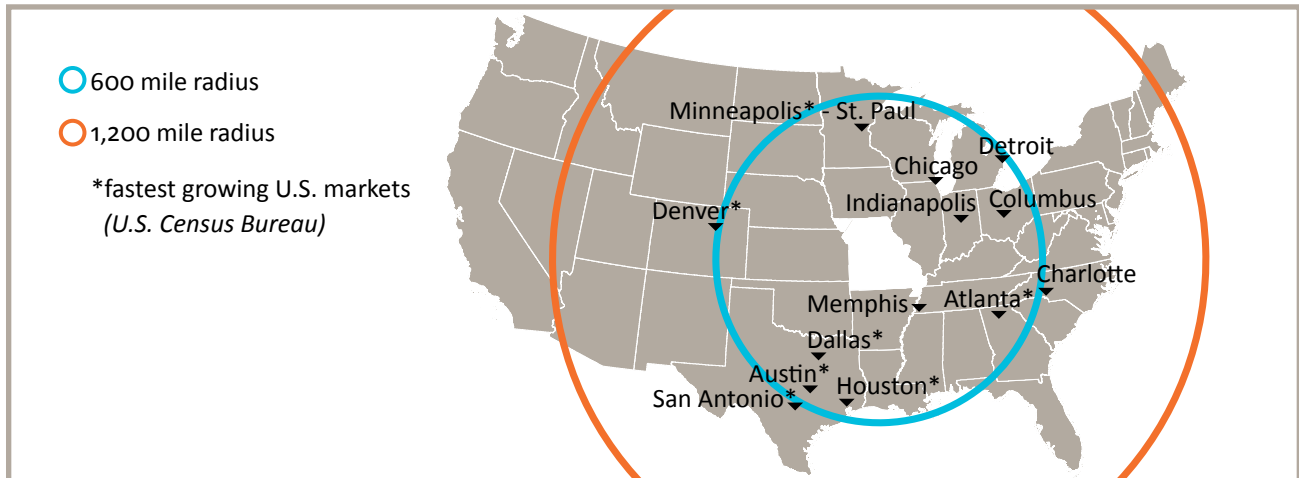 600 mile radius
1,200 mile radius
*fastest growing U.S. markets
(U.S. Census Bureau)
Minneapolis* - St. Paul
Detroit
Chicago
Indianapolis
Columbus
Denver*
Charlotte
Memphis
Atlanta*
Dallas*
Austin*
Houston*
San Antonio*